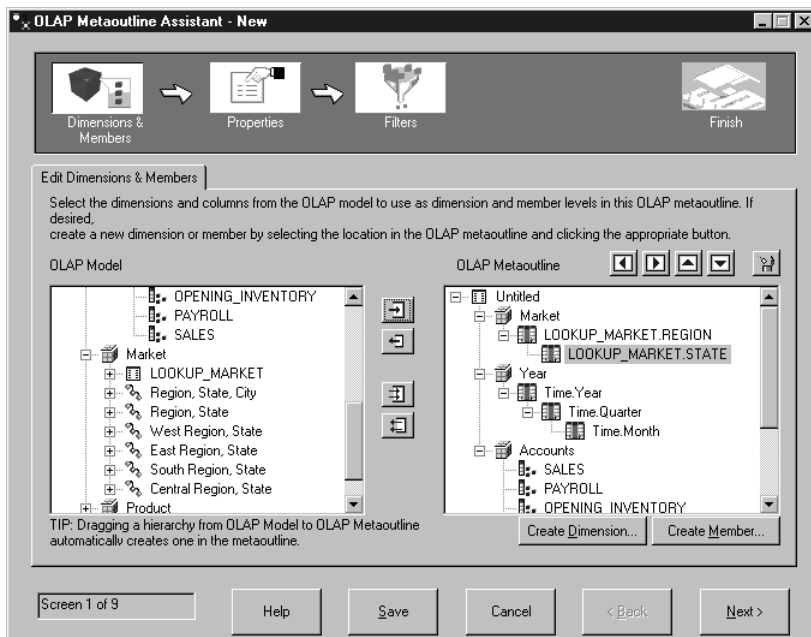 OLAP Metaoutline Assistant - New
Dimensions &
Members
Properties
Filters
Finish
Edit Dimensions & Members
Select the dimensions and columns from the OLAP model to use as dimension and member levels in this OLAP metaoutline. If
desired,
create a new dimension or member by selecting the location in the OLAP metaoutline and clicking the appropriate button.
OLAP Model
OPENING_INVENTORY
PAYROLL
SALES
Market
LOOKUP_MARKET
Region, State, City
Region, State
West Region, State
East Region, State
South Region, State
Central Region, State
Product
TIP: Dragging a hierarchy from OLAP Model to OLAP Metaoutline
automatically creates one in the metaoutline.
OLAP Metaoutline
Untitled
Market
LOOKUP_MARKET.REGION
LOOKUP_MARKET.STATE
Year
Time.Year
Time.Quarter
Time.Month
Accounts
SALES
PAYROLL
OPENING_INVENTORY
Create Dimension...
Create Member...
Screen 1 of 9
Help
Save
Cancel
< Back
Next >